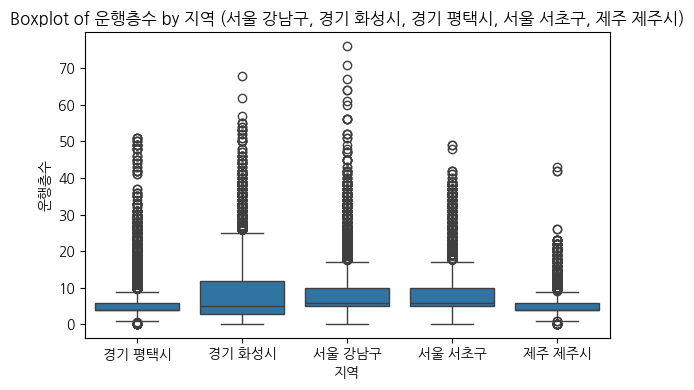 Boxplot of 운행층수 by 지역 (서울 강남구, 경기 화성시, 경기 평택시, 서울 서초구, 제주 제주시)
70
60
50
40
30
20
10
0
운행층수
경기 평택시 경기 화성시 서울 강남구 서울 서초구 제주 제주시
지역